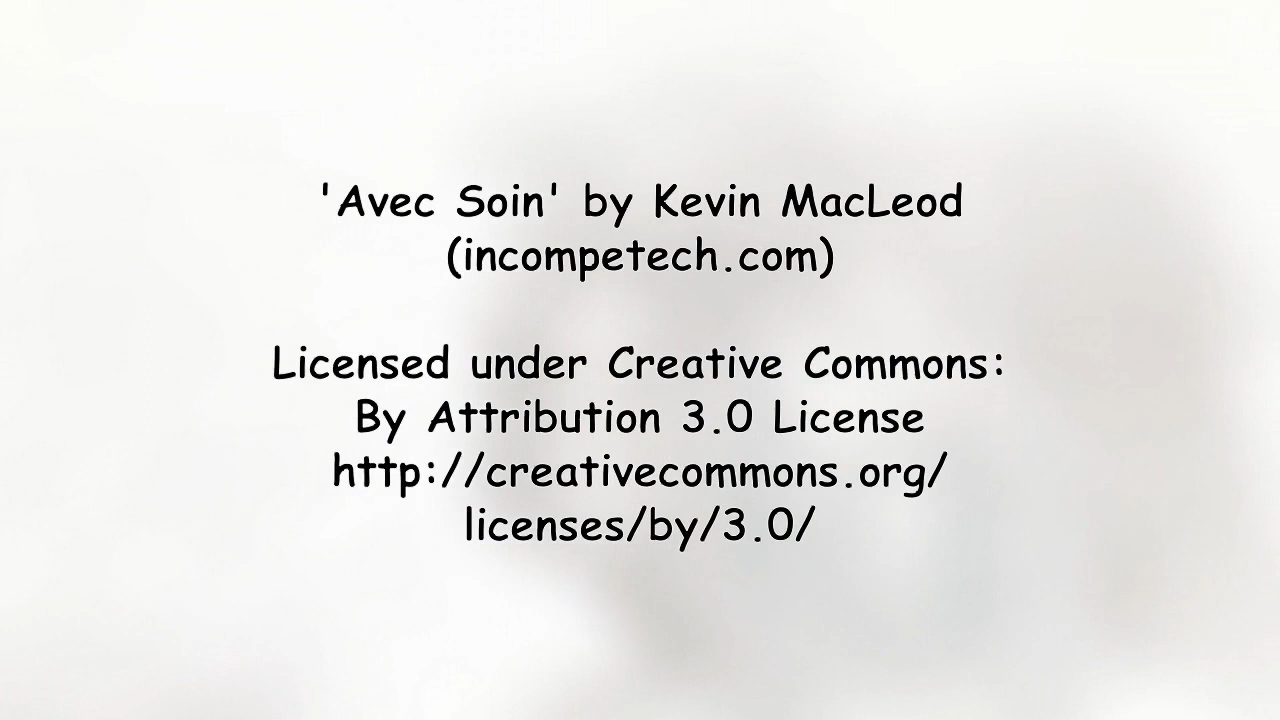 'Avec Soin' by Kevin MacLeod
(incompetech.com)
Licensed under Creative Commons:
By Attribution 3.0 License
http://creativecommons.org/
licenses/by/3.0/